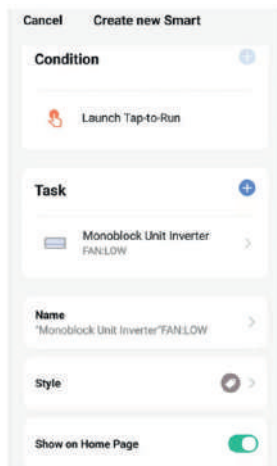 Cancel Create new Smart
Condition
Launch Tap-to-Run
Task
Monoblock Unit Inverter
FAN:LOW
Name
"Monoblock Unit Inverter"FAN:LOW
Style
Show on Home Page